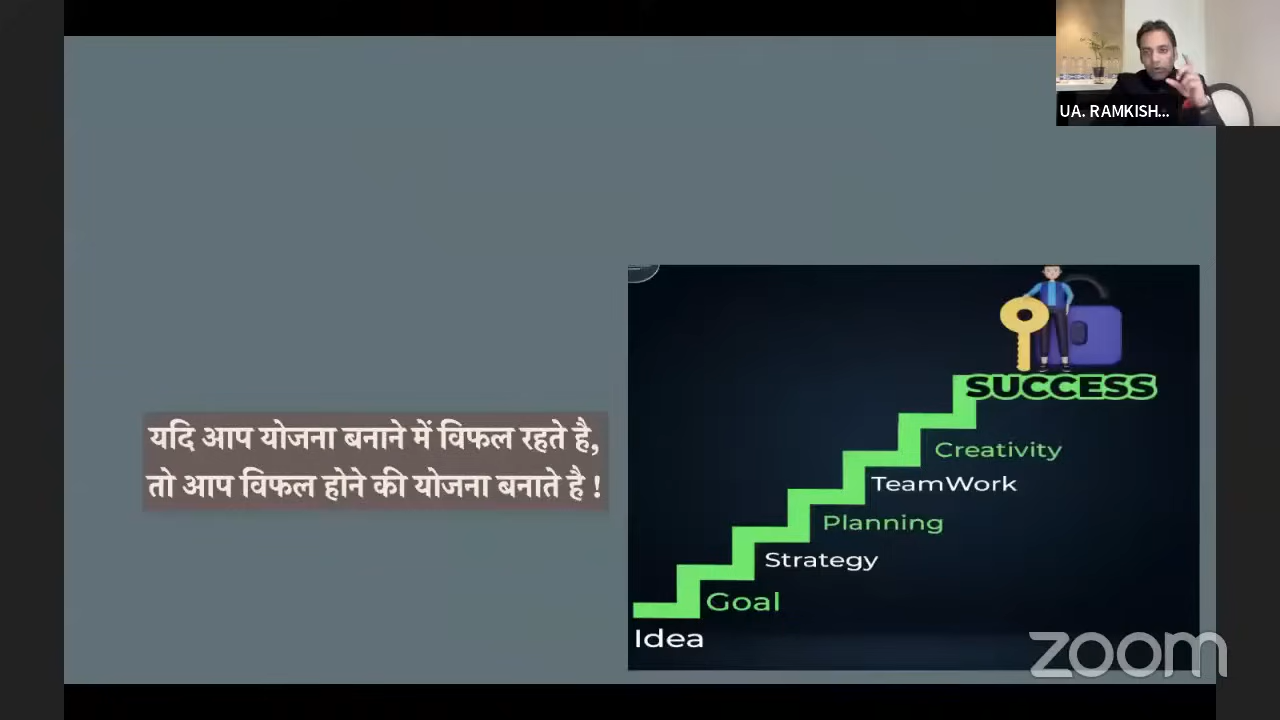 UA. RAMKISH...
यदि आप योजना बनाने में विफल रहते है,
तो आप विफल होने की योजना बनाते है !
SUCCESS
Creativity
TeamWork
Planning
Strategy
Goal
Idea
zoom